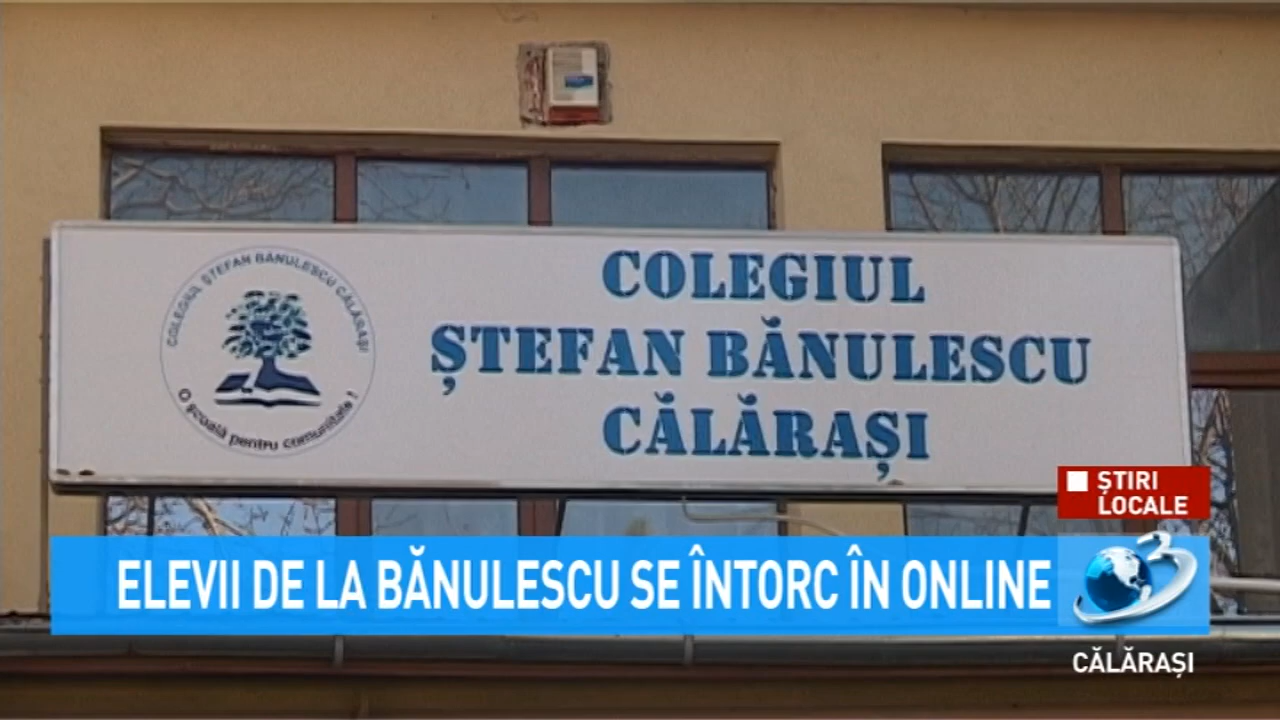 COLEGIUL ȘTEFAN BĂNULESCU CĂLĂRAȘI
O școală pentru comunitate !
COLEGIUL
ȘTEFAN BĂNULESCU
CĂLĂRAȘI
ȘTIRI
LOCALE
ELEVII DE LA BĂNULESCU SE ÎNTORC ÎN ONLINE
3
CĂLĂRAȘI